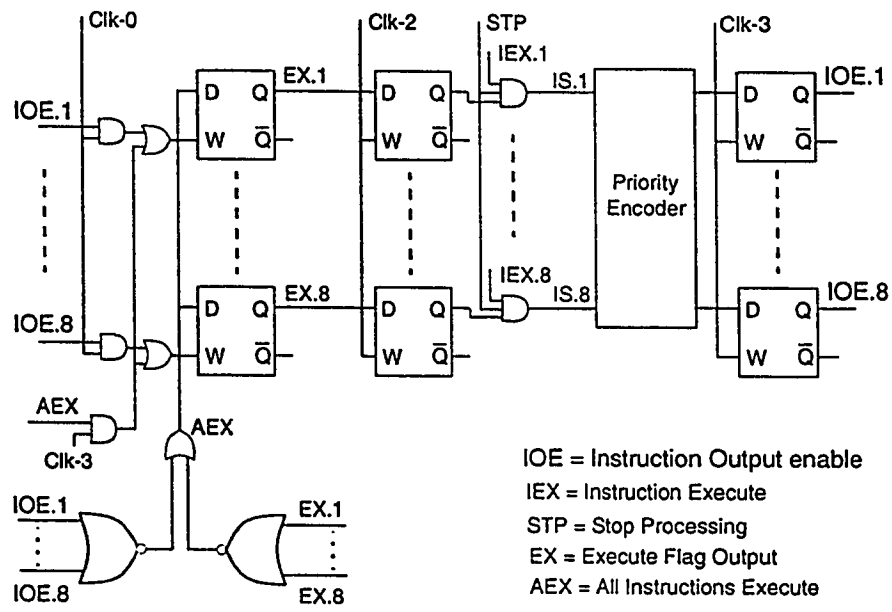 Clk-0
Clk-2
STP
Clk-3
IEX.1
EX.1
IS.1
IOE.1
IOE.1
D Q
W Q̅
D Q
W Q̅
D Q
W Q̅
Priority
Encoder
IEX.8
EX.8
IS.8
IOE.8
IOE.8
D Q
W Q̅
D Q
W Q̅
D Q
W Q̅
AEX
Clk-3
AEX
IOE.1
IOE.8
EX.1
EX.8
IOE = Instruction Output enable
IEX = Instruction Execute
STP = Stop Processing
EX = Execute Flag Output
AEX = All Instructions Execute